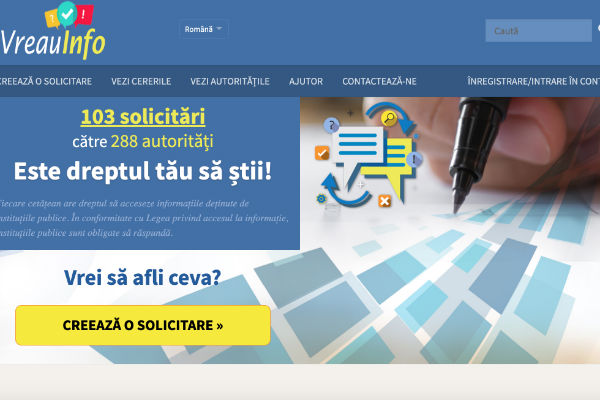 VreauInfo
Română
Caută
CREEAZĂ O SOLICITARE
VEZI CERERILE
VEZI AUTORITĂȚILE
AJUTOR
CONTACTEAZĂ-NE
ÎNREGISTRARE/INTRARE ÎN CONT
103 solicitări
către 288 autorități
Este dreptul tău să știi!
Fiecare cetățean are dreptul să acceseze informațiile deținute de
instituțiile publice. În conformitate cu Legea privind accesul la informație,
instituțiile publice sunt obligate să răspundă.
Vrei să afli ceva?
CREEAZĂ O SOLICITARE »